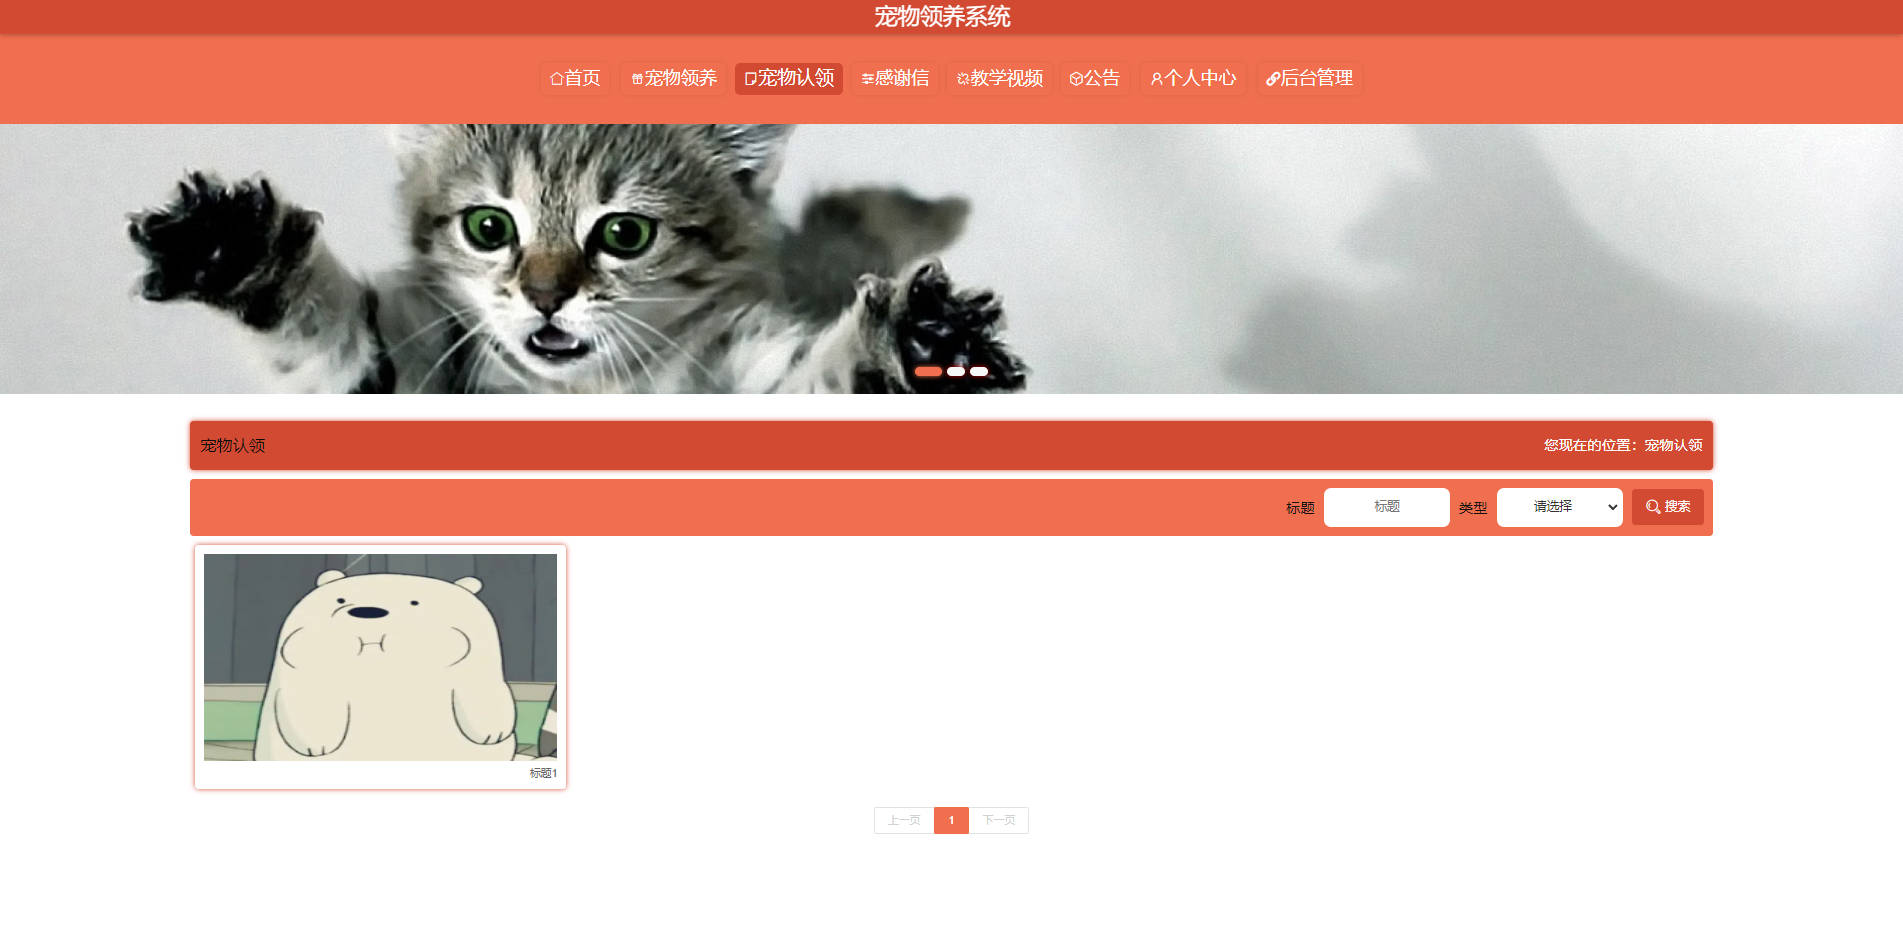 宠物领养系统
首页 宠物领养 宠物认领 感谢信 教学视频 公告 个人中心 后台管理
宠物认领 您现在的位置：宠物认领
标题 标题 类型 请选择 搜索
标题1
上一页 1 下一页